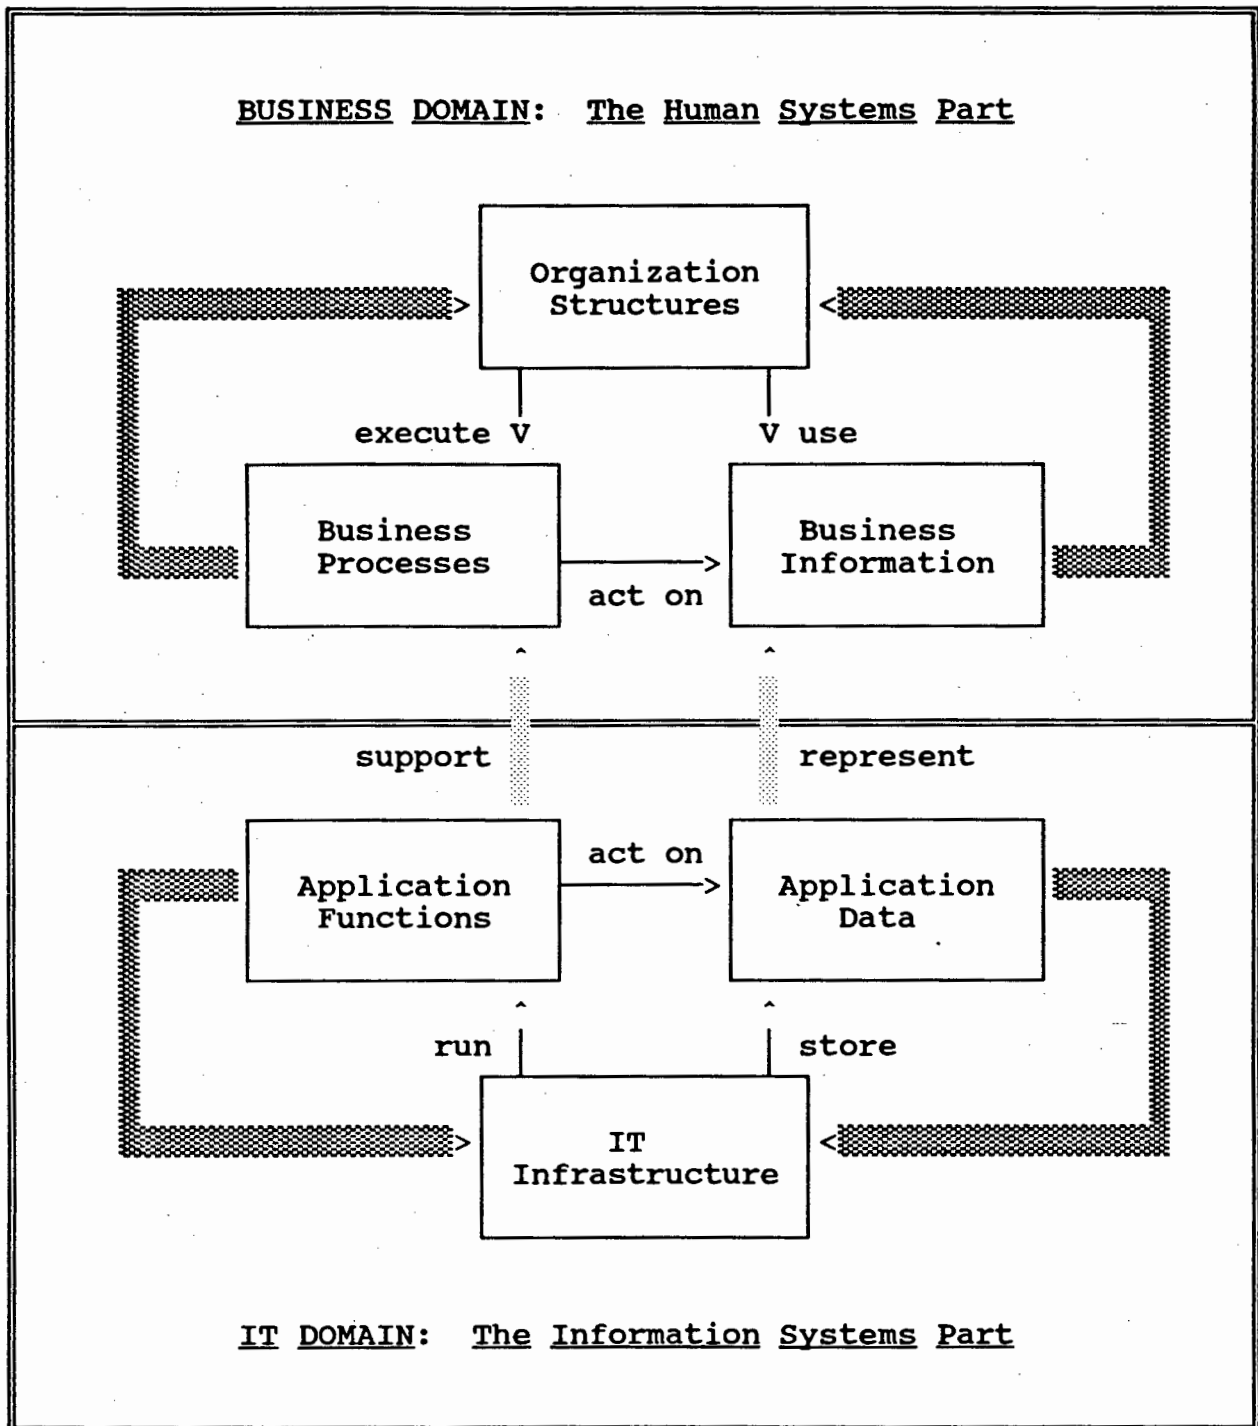 BUSINESS DOMAIN: The Human Systems Part
Organization
Structures
execute V
V use
Business
Processes
act on
Business
Information
support
represent
Application
Functions
act on
Application
Data
run
store
IT
Infrastructure
IT DOMAIN: The Information Systems Part